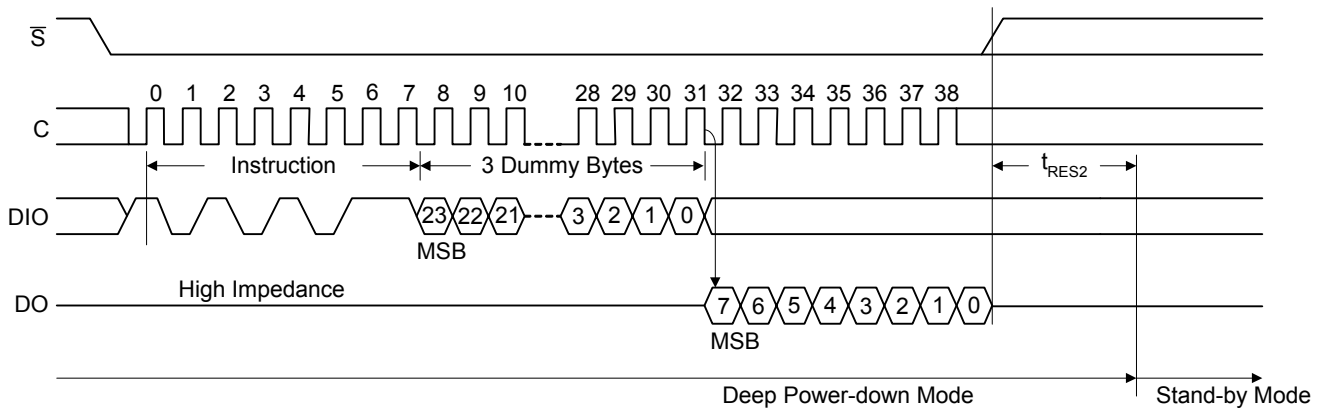 S̅
0 1 2 3 4 5 6 7 8 9 10 28 29 30 31 32 33 34 35 36 37 38
C
Instruction 3 Dummy Bytes tRES2
DIO 23 22 21 3 2 1 0
MSB
High Impedance
DO 7 6 5 4 3 2 1 0
MSB
Deep Power-down Mode Stand-by Mode